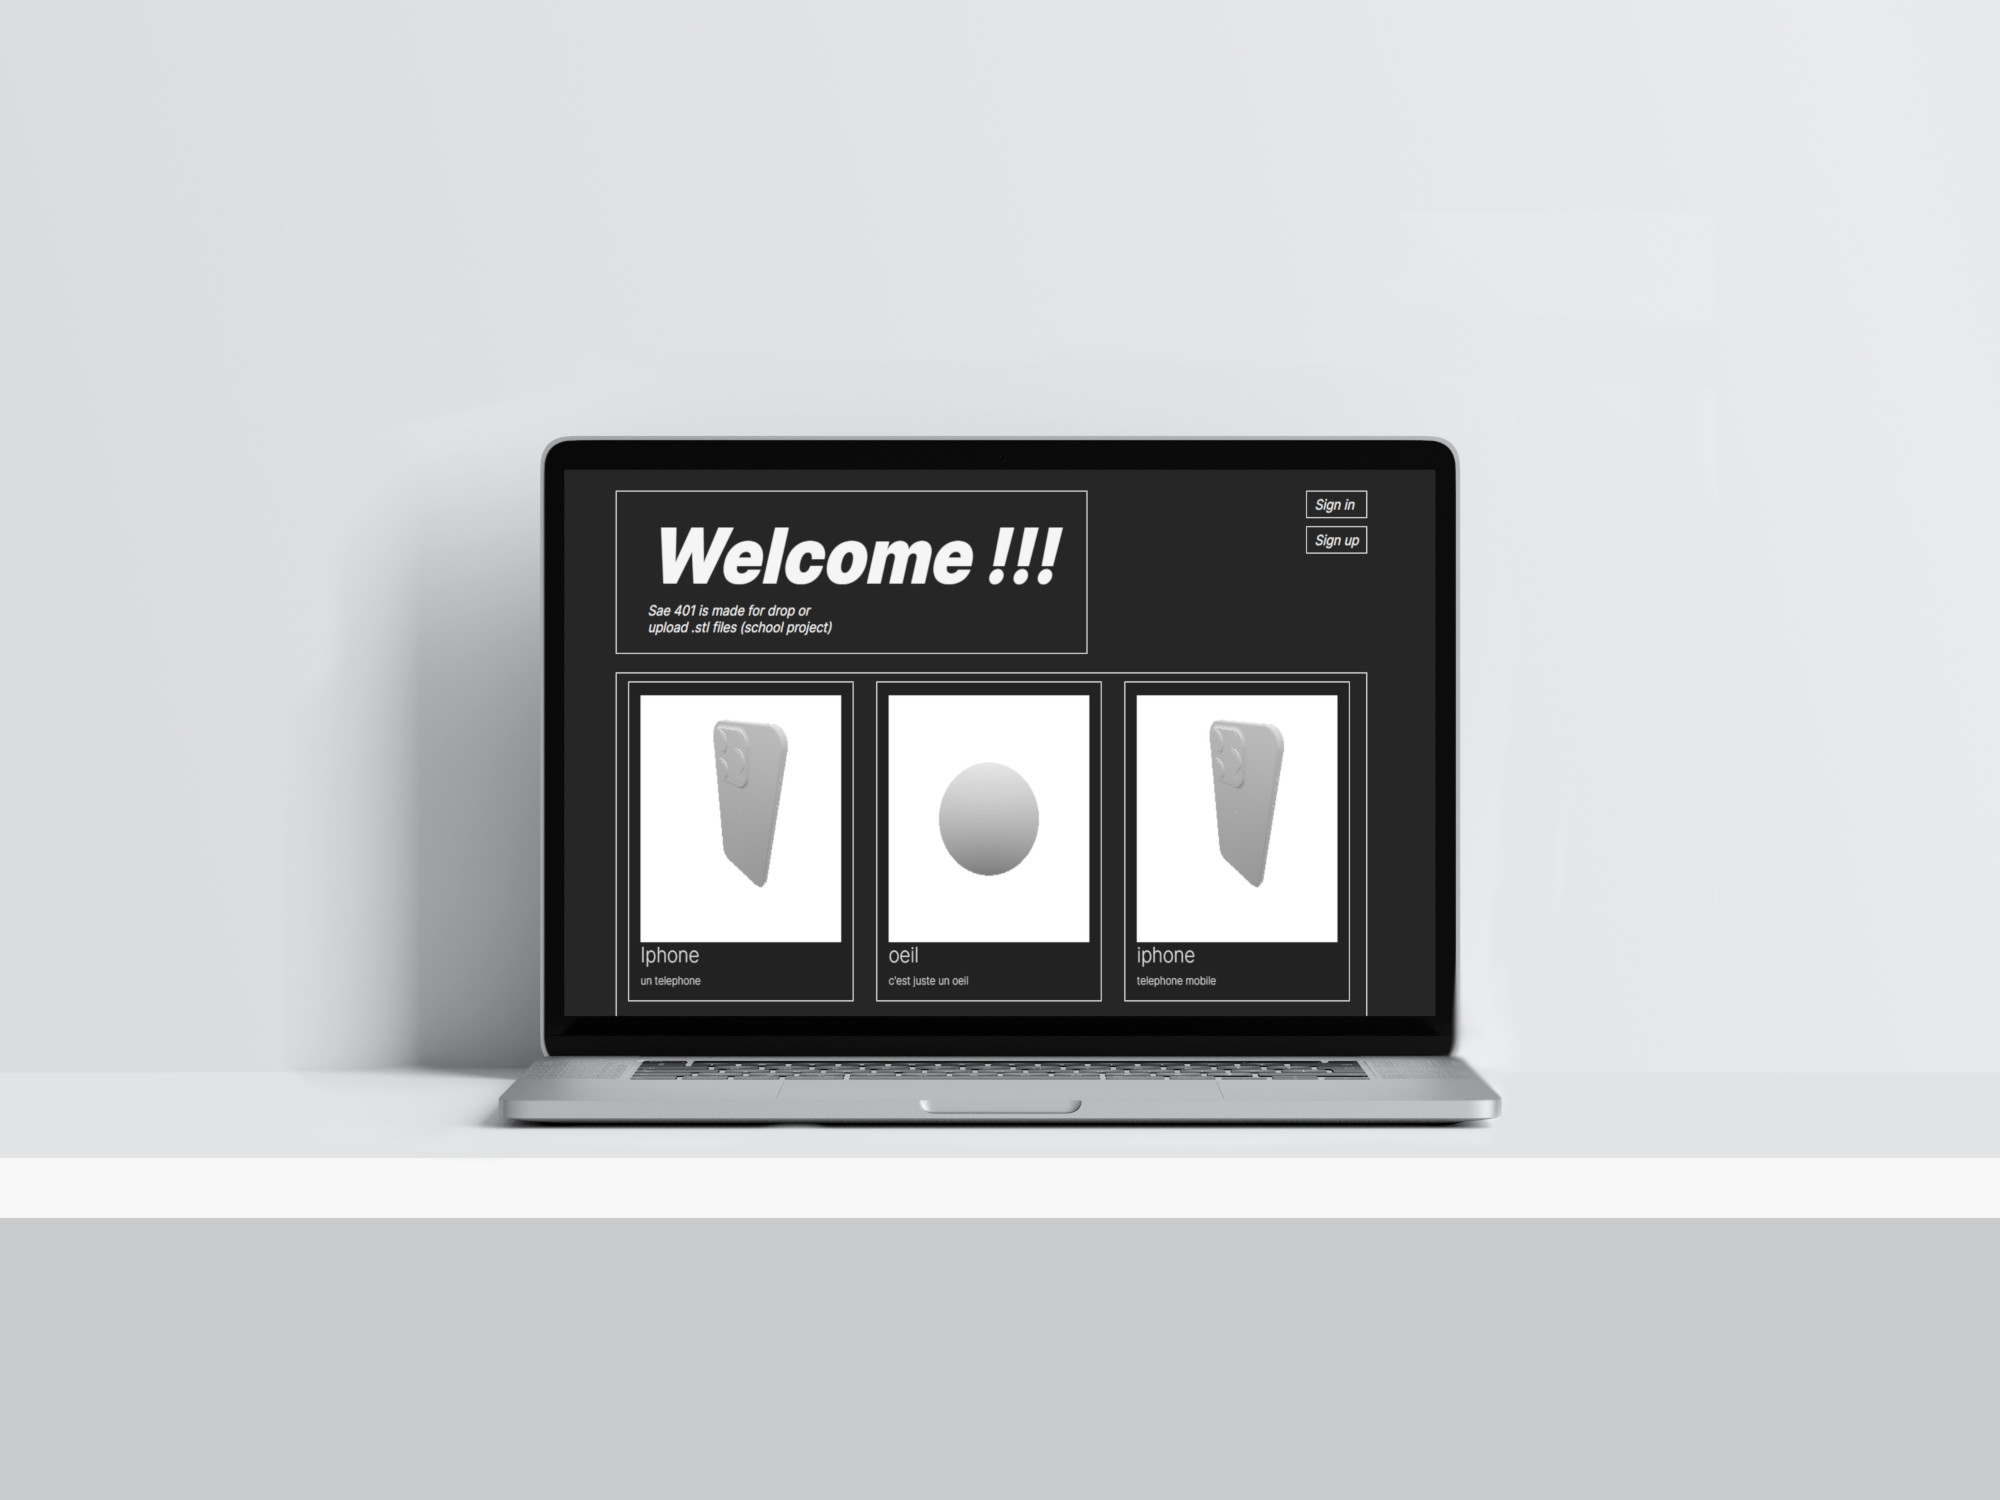 Welcome !!!
Sae 401 is made for drop or
upload .stl files (school project)
Sign in
Sign up
Iphone
un telephone
oeil
c'est juste un oeil
iphone
telephone mobile